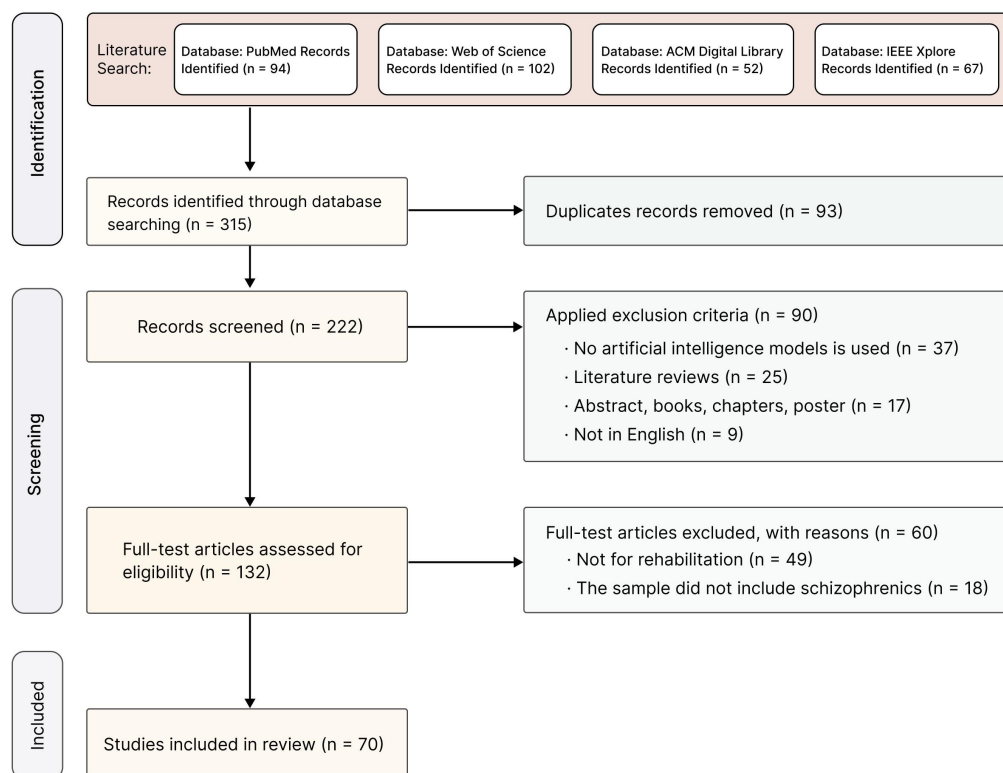 Identification
Literature
Search:
Database: PubMed Records
Identified (n = 94)
Database: Web of Science
Records Identified (n = 102)
Database: ACM Digital Library
Records Identified (n = 52)
Database: IEEE Xplore
Records Identified (n = 67)
Records identified through database
searching (n = 315)
Duplicates records removed (n = 93)
Screening
Records screened (n = 222)
Applied exclusion criteria (n = 90)
· No artificial intelligence models is used (n = 37)
· Literature reviews (n = 25)
· Abstract, books, chapters, poster (n = 17)
· Not in English (n = 9)
Full-test articles assessed for
eligibility (n = 132)
Full-test articles excluded, with reasons (n = 60)
· Not for rehabilitation (n = 49)
· The sample did not include schizophrenics (n = 18)
Included
Studies included in review (n = 70)